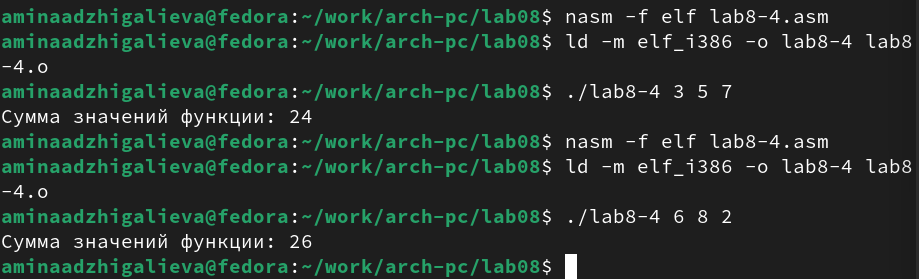 aminaadzhigalieva@fedora:~/work/arch-pc/lab08$ nasm -f elf lab8-4.asm
aminaadzhigalieva@fedora:~/work/arch-pc/lab08$ ld -m elf_i386 -o lab8-4 lab8
-4.o
aminaadzhigalieva@fedora:~/work/arch-pc/lab08$ ./lab8-4 3 5 7
Сумма значений функции: 24
aminaadzhigalieva@fedora:~/work/arch-pc/lab08$ nasm -f elf lab8-4.asm
aminaadzhigalieva@fedora:~/work/arch-pc/lab08$ ld -m elf_i386 -o lab8-4 lab8
-4.o
aminaadzhigalieva@fedora:~/work/arch-pc/lab08$ ./lab8-4 6 8 2
Сумма значений функции: 26
aminaadzhigalieva@fedora:~/work/arch-pc/lab08$